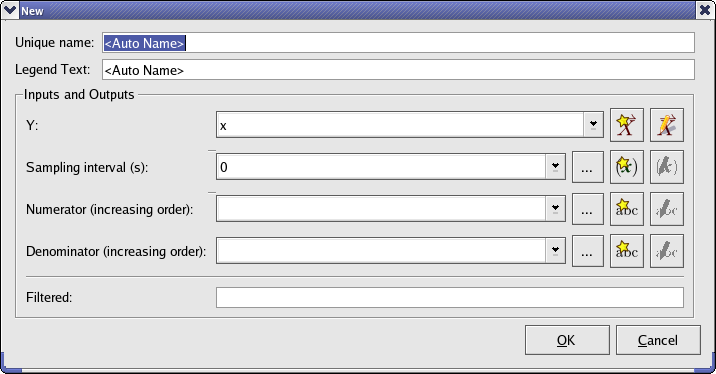 New
Unique name: <Auto Name>
Legend Text: <Auto Name>
Inputs and Outputs
Y: x
Sampling interval (s): 0 ... (x) (x)
Numerator (increasing order): ... abc abc
Denominator (increasing order): ... abc abc
Filtered:
OK Cancel